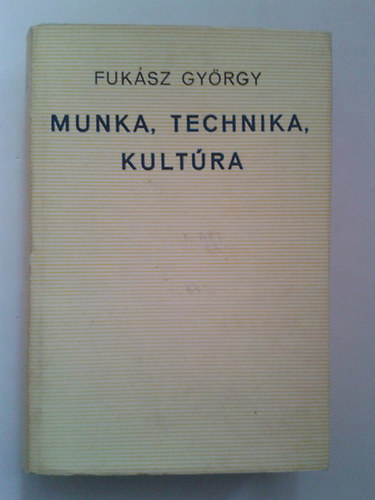 FUKÁSZ GYÖRGY
MUNKA, TECHNIKA,
KULTÚRA